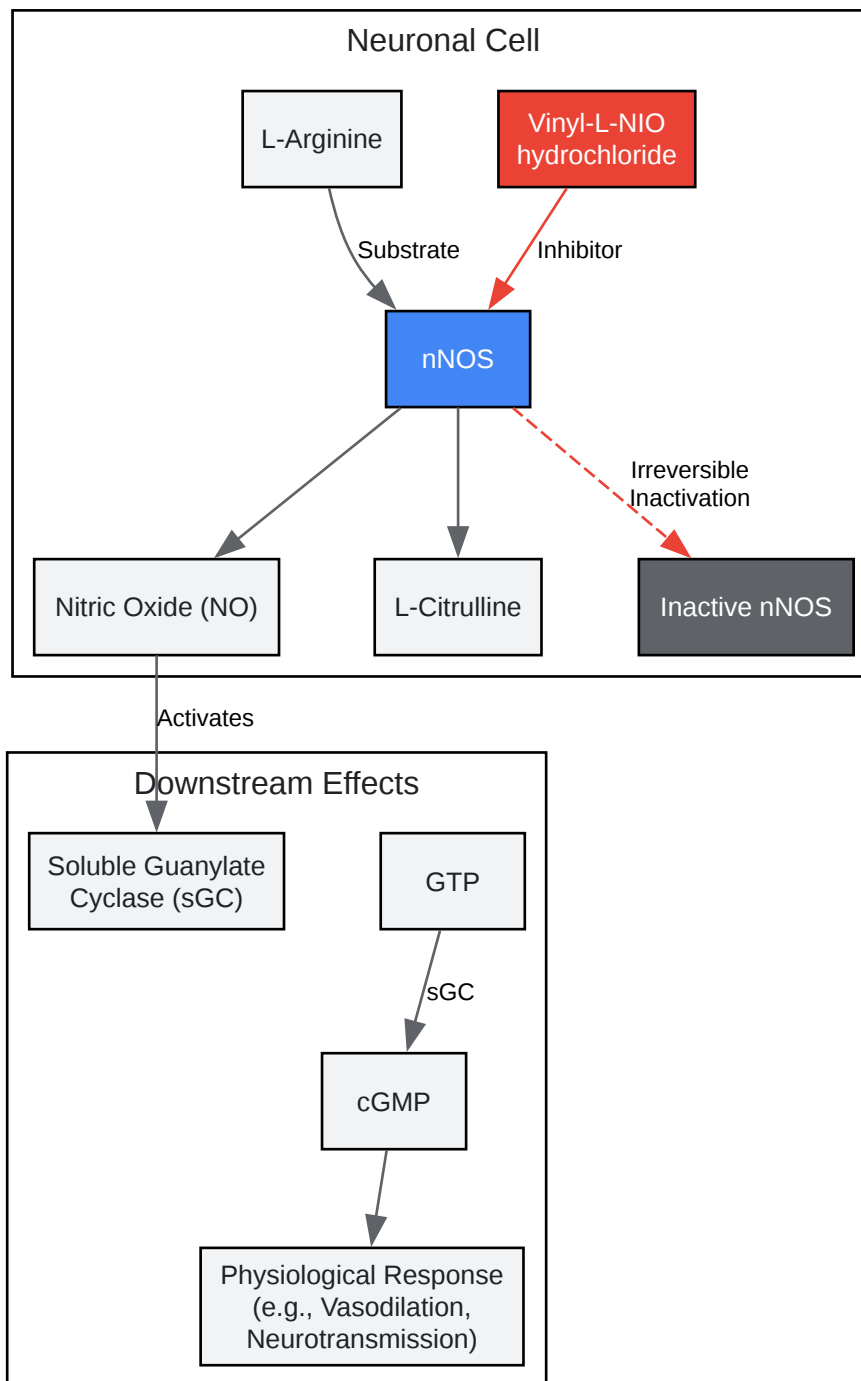 Neuronal Cell
L-Arginine
Vinyl-L-NIO
hydrochloride
Substrate
Inhibitor
nNOS
Irreversible
Inactivation
Nitric Oxide (NO)
L-Citrulline
Inactive nNOS
Activates
Downstream Effects
Soluble Guanylate
Cyclase (sGC)
GTP
sGC
cGMP
Physiological Response
(e.g., Vasodilation,
Neurotransmission)